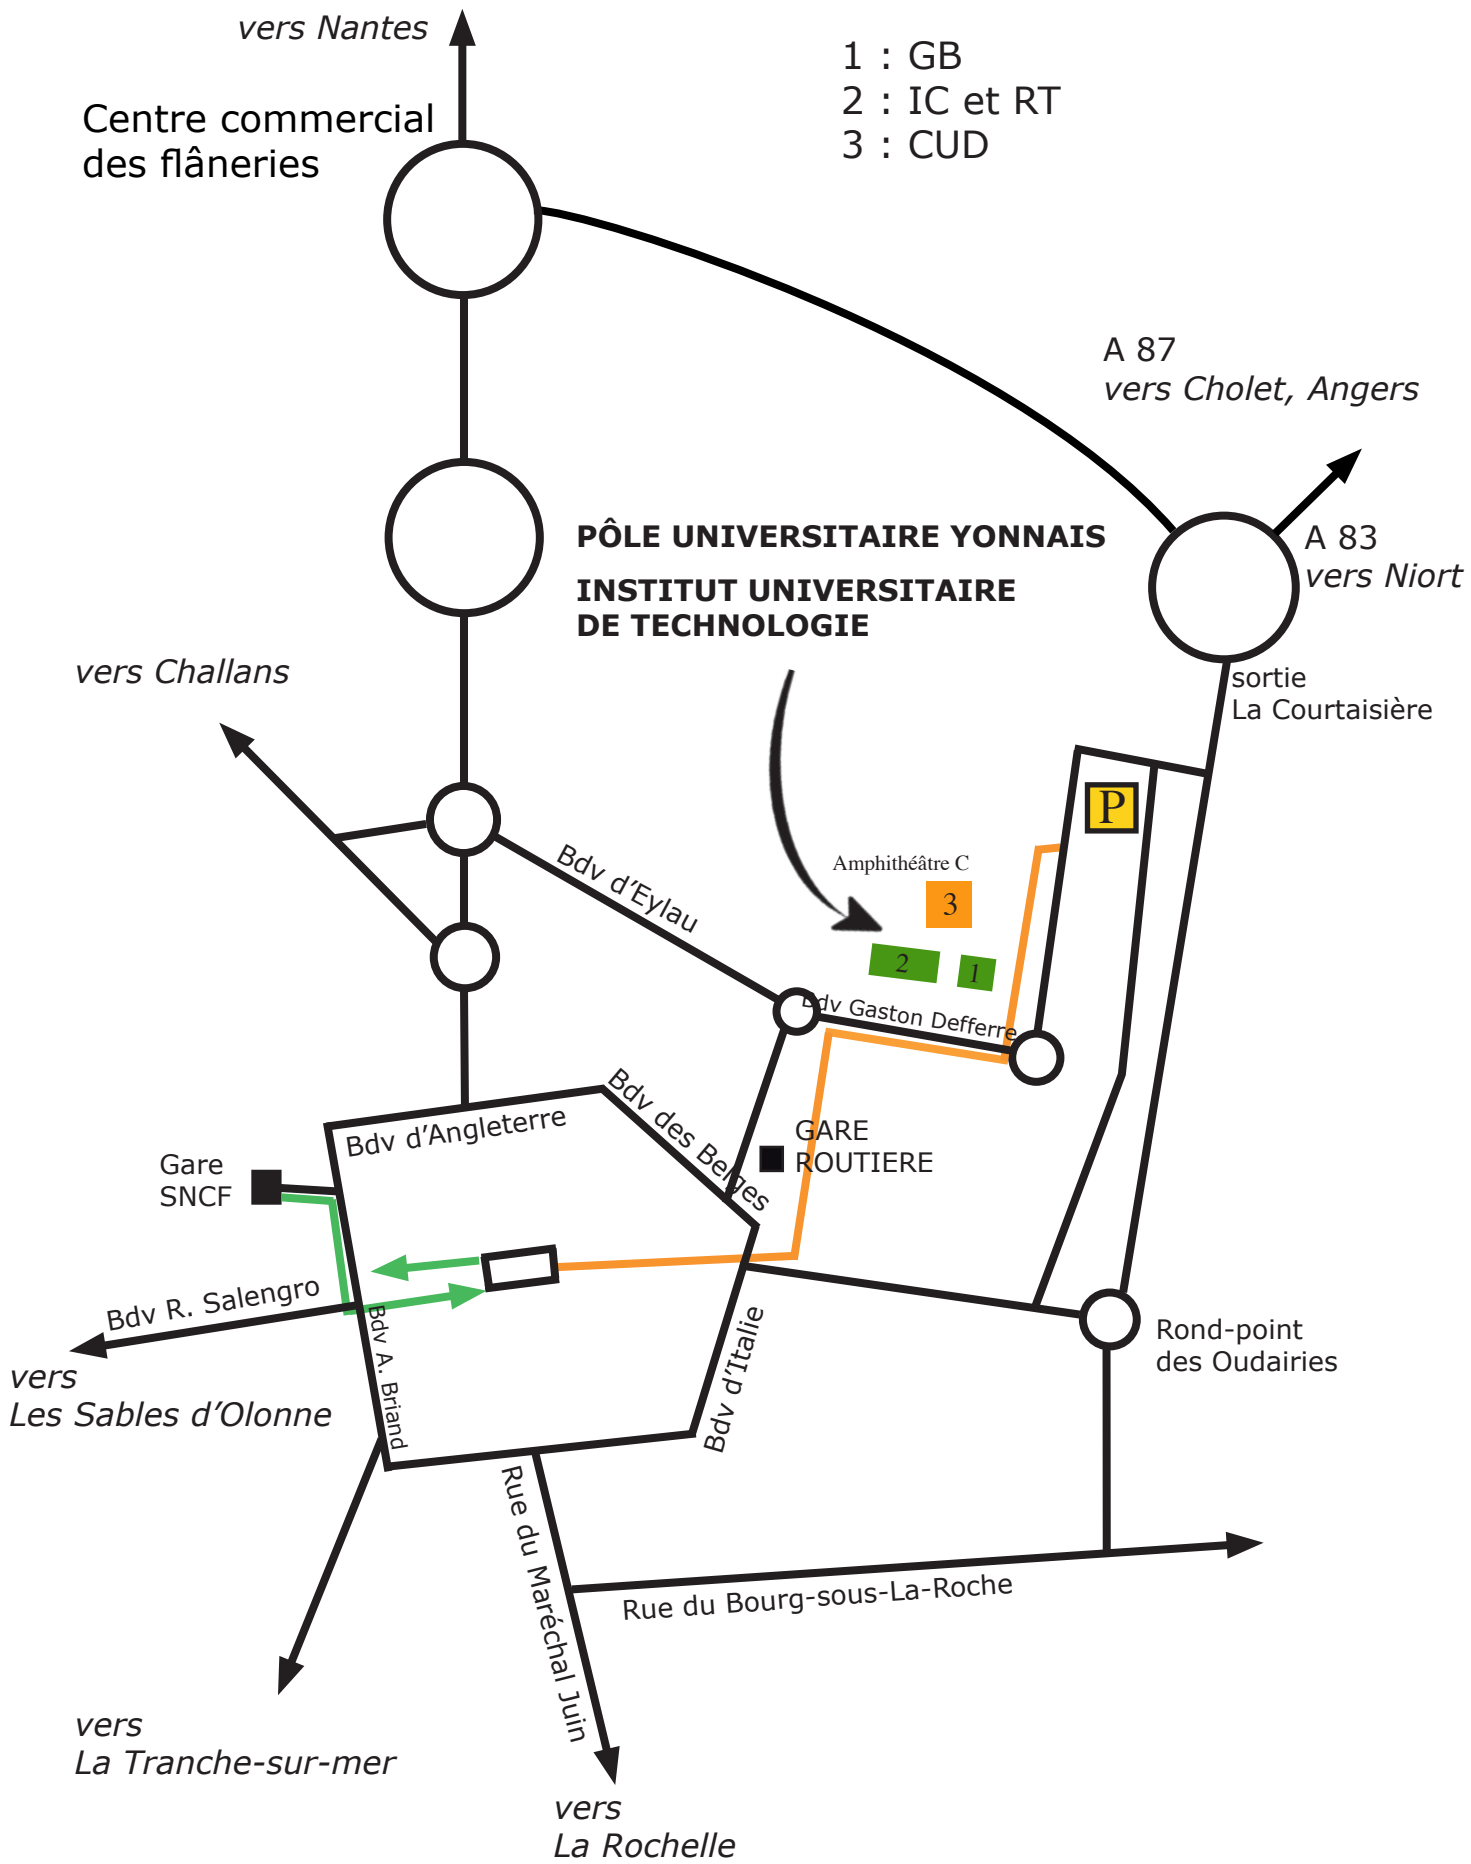 vers Nantes
1 : GB
2 : IC et RT
3 : CUD
Centre commercial
des flâneries
A 87
vers Cholet, Angers
PÔLE UNIVERSITAIRE YONNAIS
INSTITUT UNIVERSITAIRE
DE TECHNOLOGIE
A 83
vers Niort
vers Challans
sortie
La Courtaisière
P
Bdv d'Eylau
Amphithéâtre C
3
2
1
Bdv Gaston Defferre
Bdv d'Angleterre
Bdv des Belges
GARE
ROUTIERE
Gare
SNCF
Bdv R. Salengro
Bdv A. Briand
Bdv d'Italie
Rond-point
des Oudairies
vers
Les Sables d'Olonne
Rue du Maréchal Juin
Rue du Bourg-sous-La-Roche
vers
La Tranche-sur-mer
vers
La Rochelle